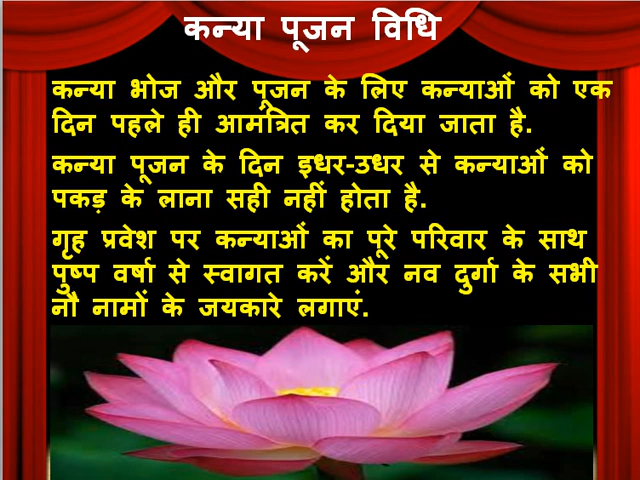 कन्या पूजन विधि
कन्या भोज और पूजन के लिए कन्याओं को एक
दिन पहले ही आमंत्रित कर दिया जाता है.
कन्या पूजन के दिन इधर-उधर से कन्याओं को
पकड़ के लाना सही नहीं होता है.
गृह प्रवेश पर कन्याओं का पूरे परिवार के साथ
पुष्प वर्षा से स्वागत करें और नव दुर्गा के सभी
नौ नामों के जयकारे लगाएं.